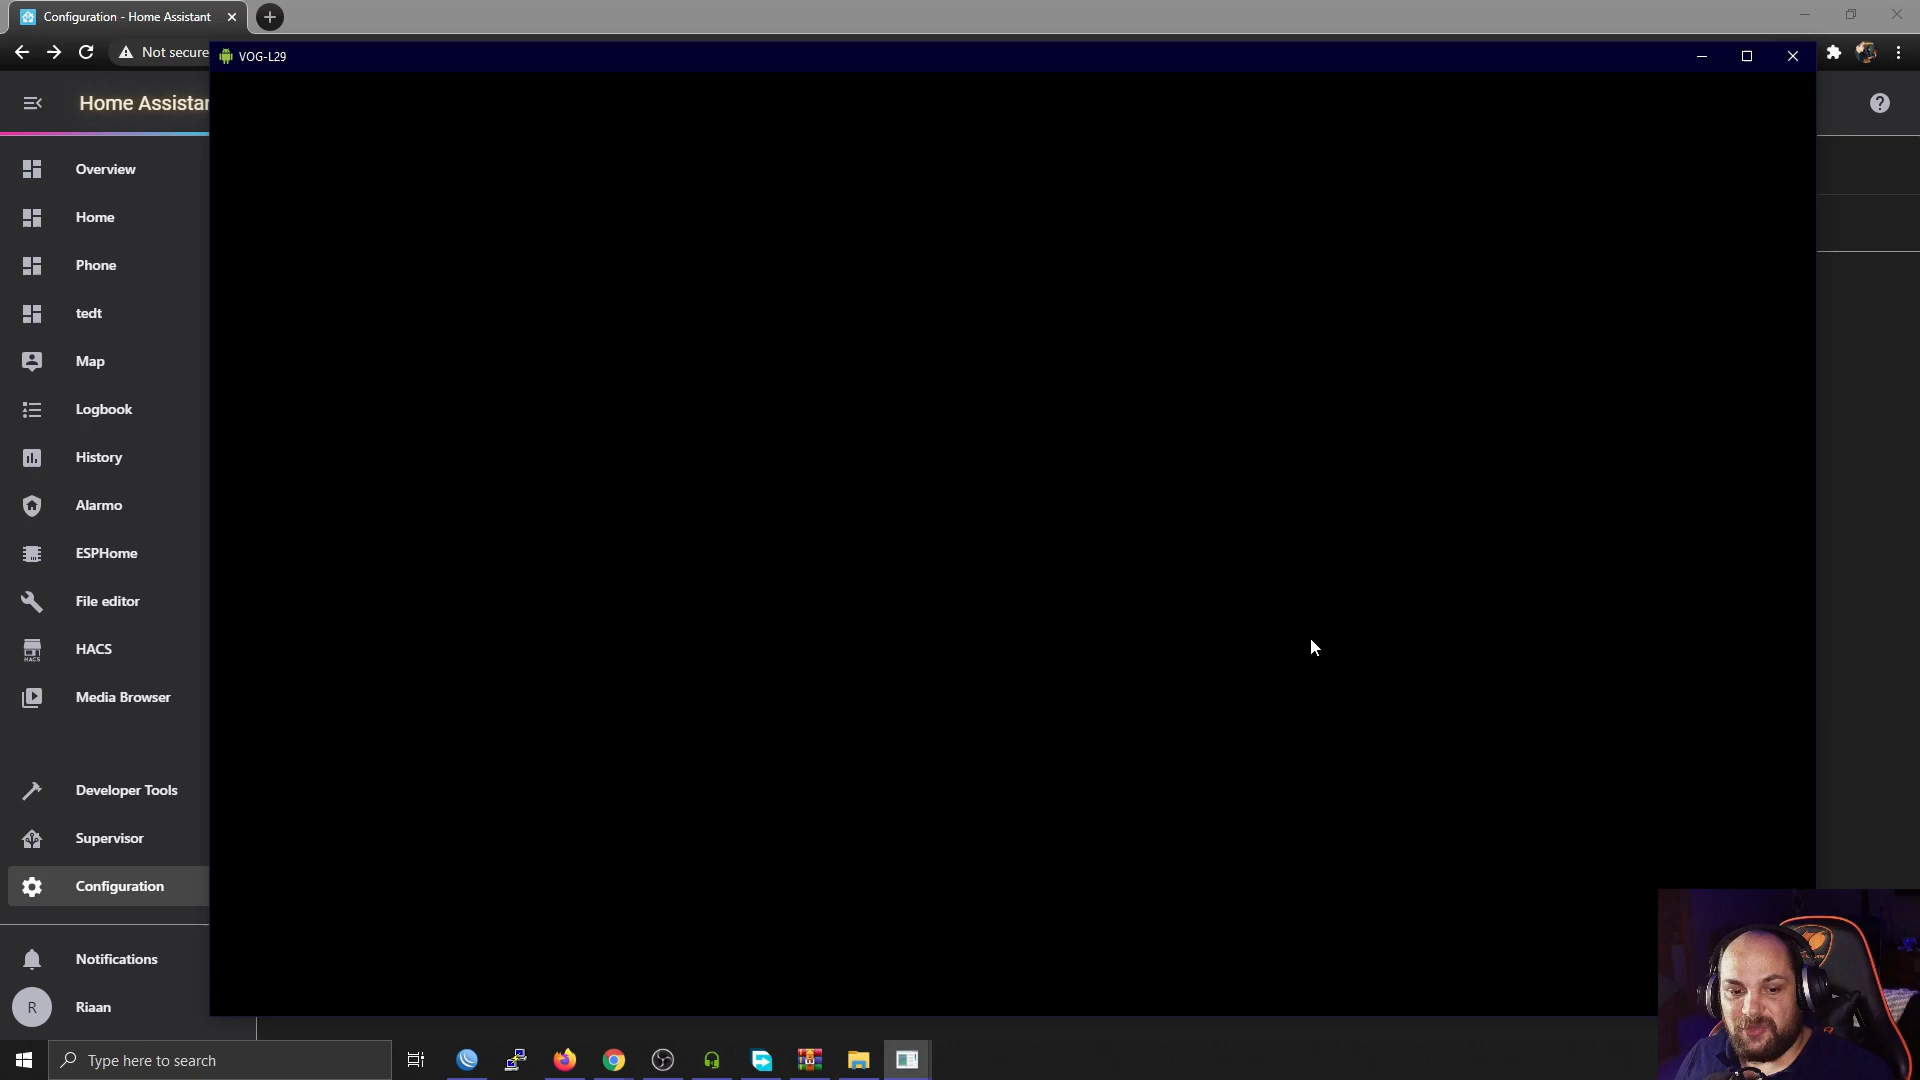 Configuration - Home Assistant
Not secure
VOG-L29
Home Assistar
Overview
Home
Phone
tedt
Map
Logbook
History
Alarmo
ESPHome
File editor
HACS
HACS
Media Browser
Developer Tools
Supervisor
Configuration
Notifications
R
Riaan
Type here to search